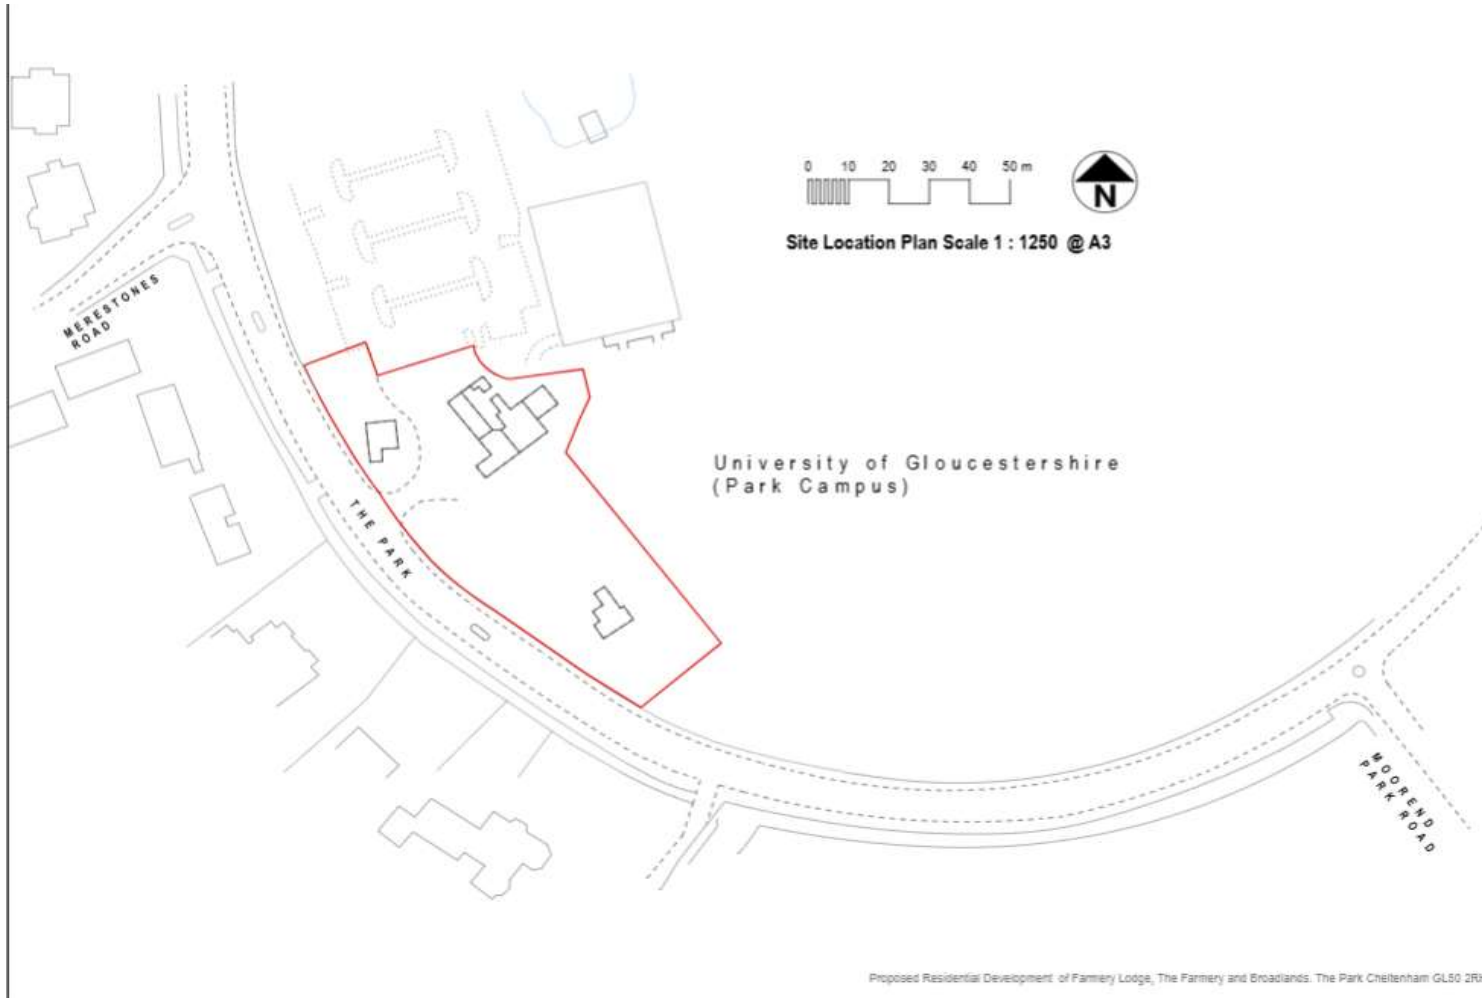 0 10 20 30 40 50 m
N
Site Location Plan Scale 1 : 1250 @ A3
MERESTONES
ROAD
University of Gloucestershire
(Park Campus)
THE PARK
MOOREND
PARK ROAD
Proposed Residential Development of Farmery Lodge, The Farmery and Broadlands. The Park Cheltenham GL50